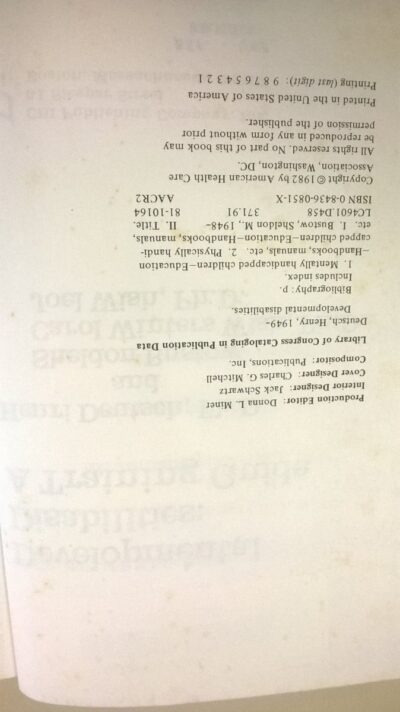 Production Editor: Donna L. Miner
Interior Designer: Jack Schwartz
Cover Designer: Charles G. Mitchell
Compositor: Publications, Inc.
Library of Congress Cataloging in Publication Data
Deutsch, Henry, 1949-
Developmental disabilities.
Bibliography: p.
Includes index.
1. Mentally handicapped children—Education
—Handbooks, manuals, etc. 2. Physically handi-
capped children—Education—Handbooks, manuals,
etc. I. Bustow, Sheldon M., 1948- II. Title.
LC4601.D458 371.91 81-10164
ISBN 0-8436-0851-X AACR2
Copyright © 1982 by American Health Care
Association, Washington, DC.
All rights reserved. No part of this book may
be reproduced in any form without prior
permission of the publisher.
Printed in the United States of America
Printing (last digit): 9 8 7 6 5 4 3 2 1